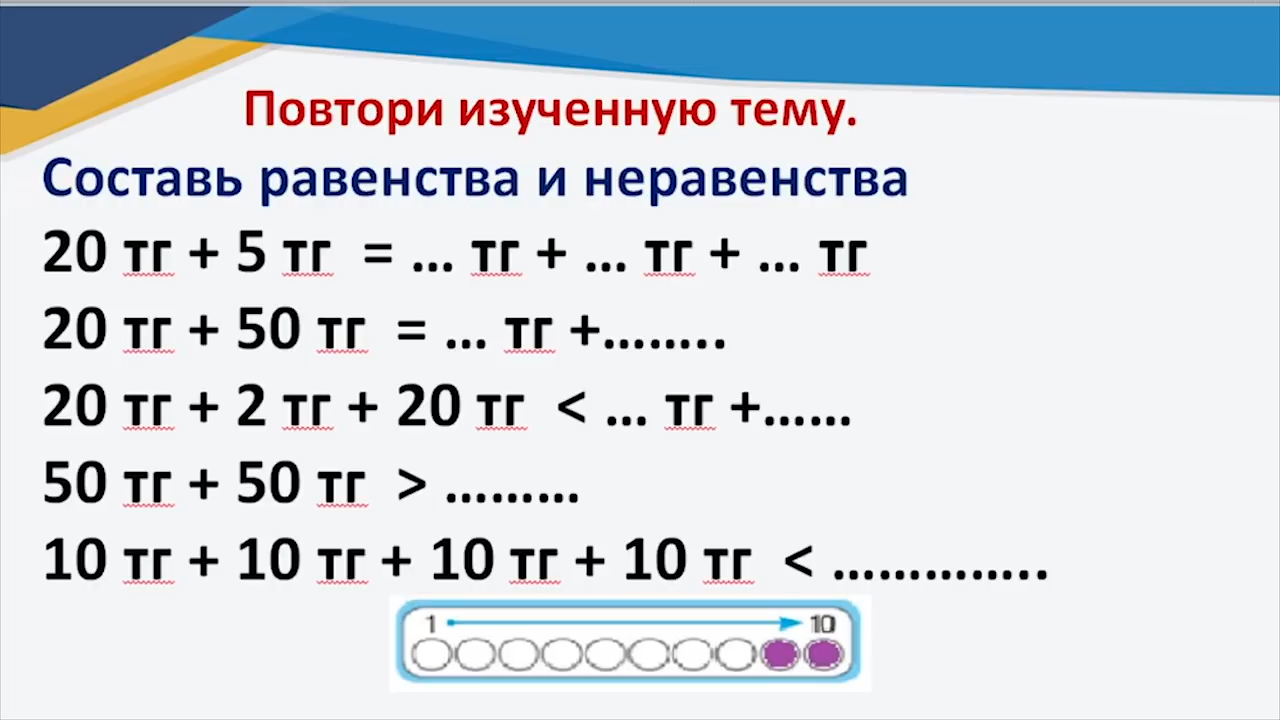 Повтори изученную тему.
Составь равенства и неравенства
20 тг + 5 тг = ... тг + ... тг + ... тг
20 тг + 50 тг = ... тг +........
20 тг + 2 тг + 20 тг < ... тг +......
50 тг + 50 тг > .........
10 тг + 10 тг + 10 тг + 10 тг < ..............
1 10